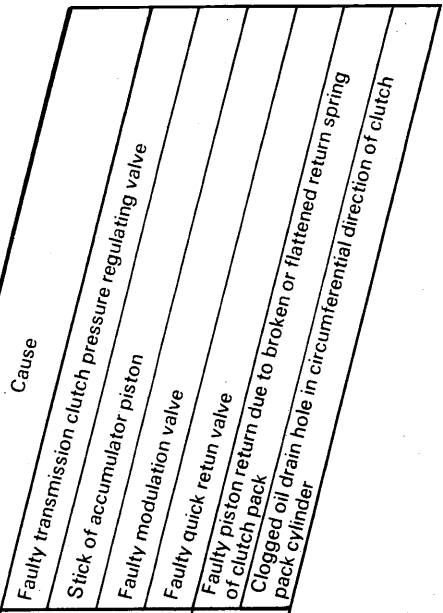 Cause
Faulty transmission clutch pressure regulating valve
Stick of accumulator piston
Faulty modulation valve
Faulty quick retun valve
Faulty piston return due to broken or flattened return spring
of clutch pack
Clogged oil drain hole in circumferential direction of clutch
pack cylinder